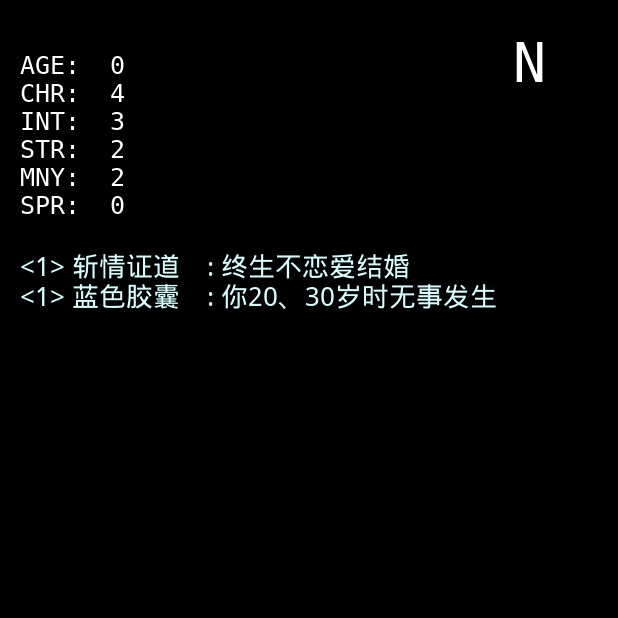 N
AGE: 0
CHR: 4
INT: 3
STR: 2
MNY: 2
SPR: 0
<1> 斩情证道 : 终生不恋爱结婚
<1> 蓝色胶囊 : 你20、30岁时无事发生